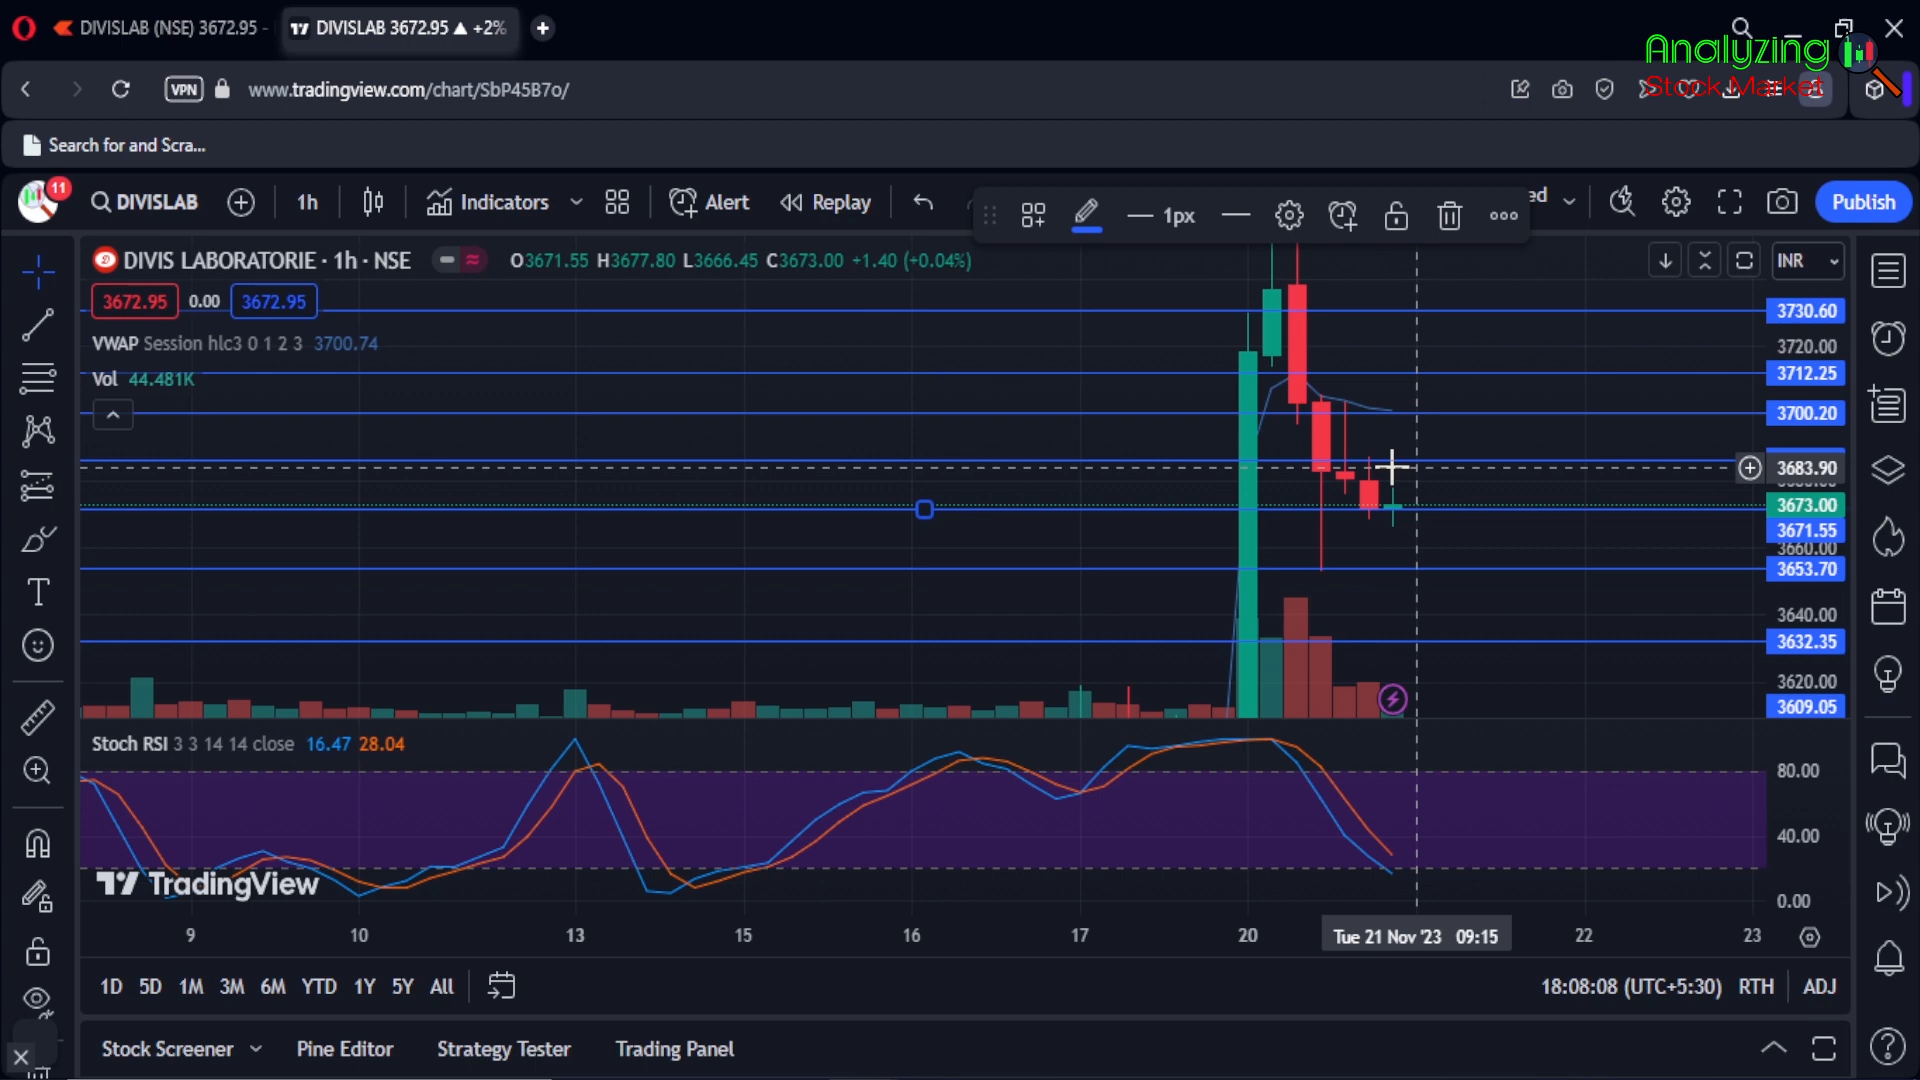 DIVISLAB (NSE) 3672.95 -
DIVISLAB 3672.95 ▲ +2%
Analyzing
Stock Market
VPN
www.tradingview.com/chart/SbP45B7o/
Search for and Scra...
11
DIVISLAB
1h
Indicators
Alert
Replay
1px
ed
Publish
DIVIS LABORATORIE · 1h · NSE
O3671.55 H3677.80 L3666.45 C3673.00 +1.40 (+0.04%)
INR
3672.95
0.00
3672.95
3730.60
VWAP Session hlc3 0 1 2 3 3700.74
3720.00
Vol 44.481K
3712.25
3700.20
3683.90
3673.00
3671.55
3660.00
3653.70
3640.00
3632.35
3620.00
3609.05
Stoch RSI 3 3 14 14 close 16.47 28.04
80.00
40.00
TradingView
0.00
9 10 13 15 16 17 20 Tue 21 Nov '23 09:15 22 23
1D 5D 1M 3M 6M YTD 1Y 5Y All
18:08:08 (UTC+5:30) RTH ADJ
Stock Screener
Pine Editor
Strategy Tester
Trading Panel